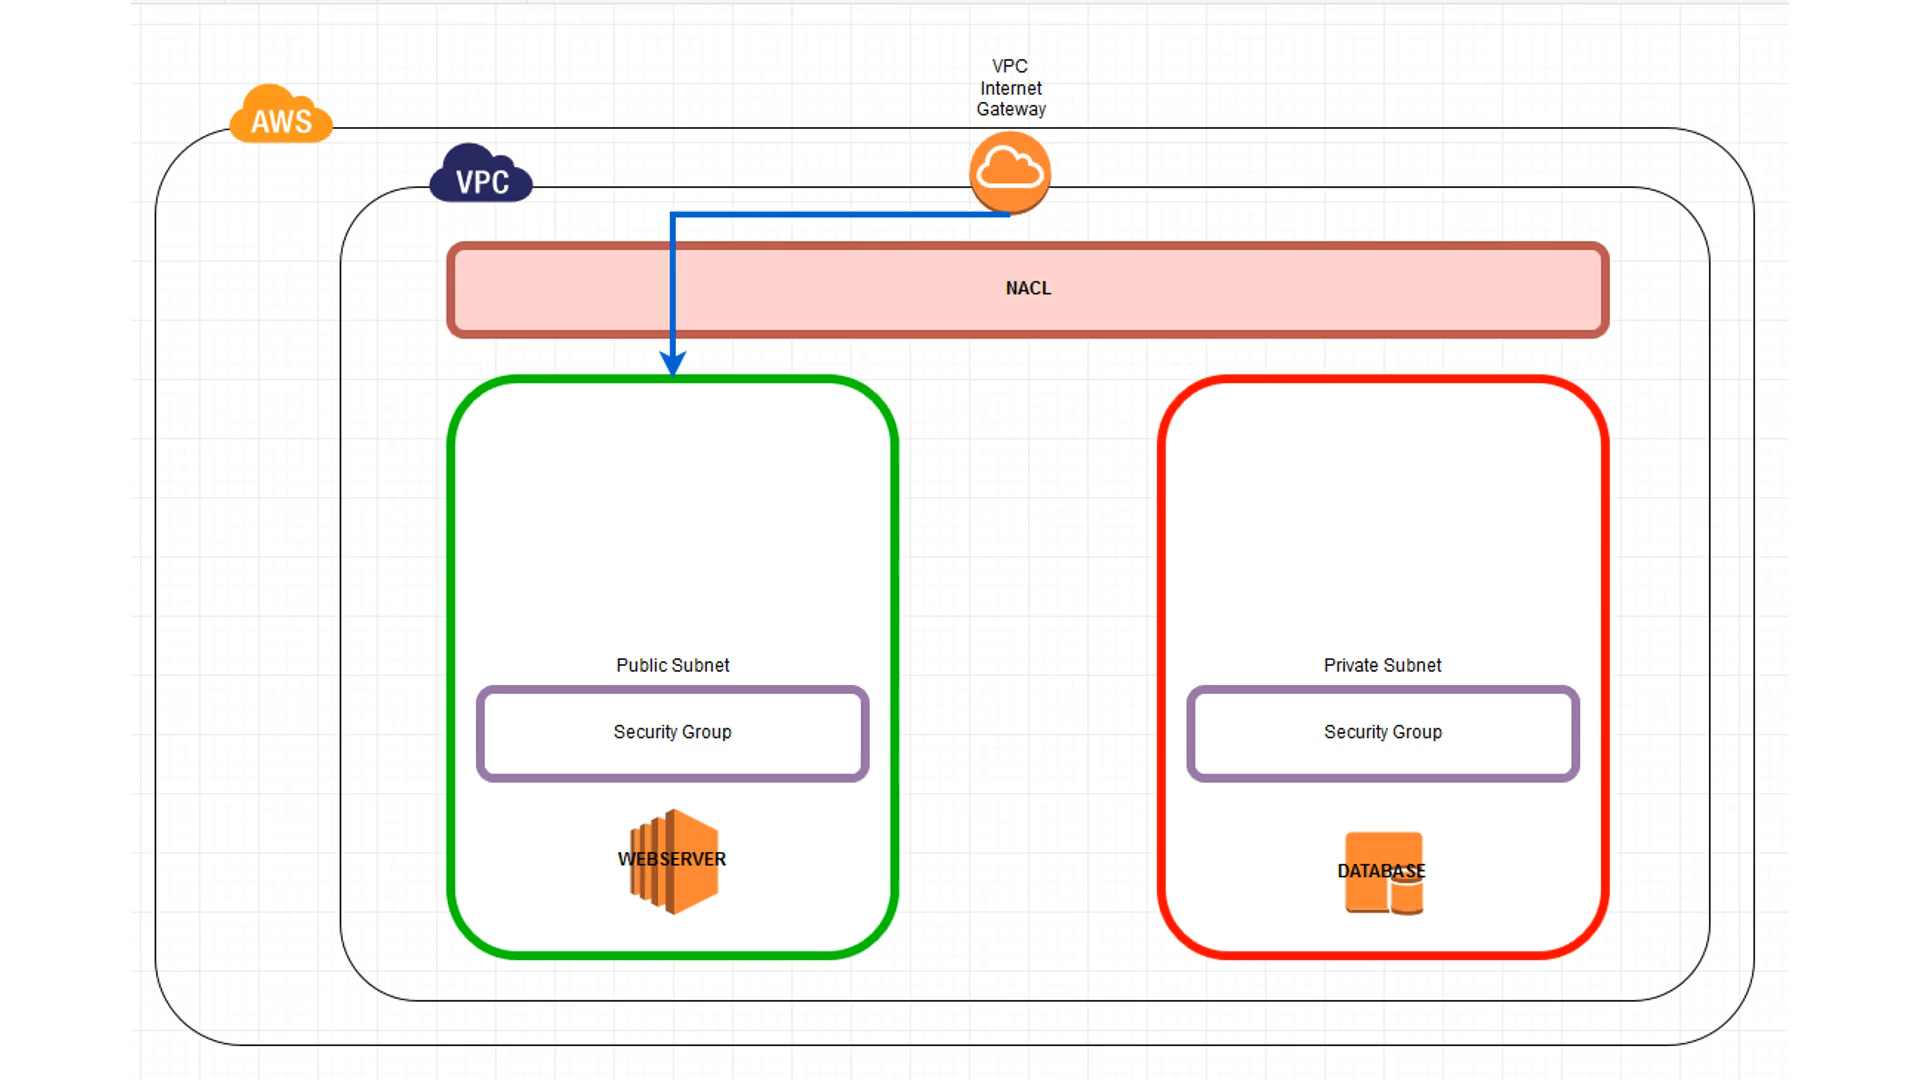 VPC
Internet
Gateway
AWS
VPC
NACL
Public Subnet
Private Subnet
Security Group
Security Group
WEBSERVER
DATABASE